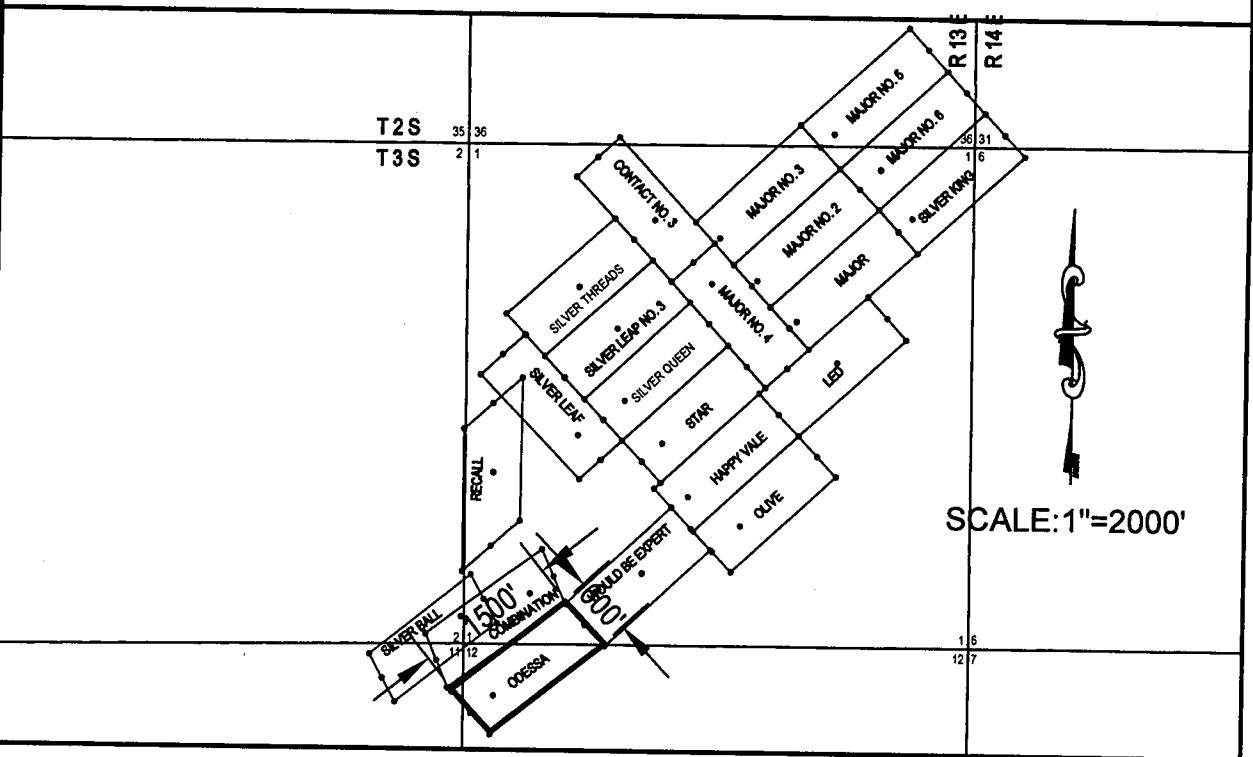 R 13 E
R 14 E
MAJOR NO. 5
T2S
35 36
MAJOR NO. 6
36 31
T3S
2 1
1 6
CONTACT NO. 3
MAJOR NO. 3
SILVER KING
MAJOR NO. 2
MAJOR
SILVER THREADS
MAJOR NO. 4
SILVER LEAP NO. 3
SILVER QUEEN
SILVER LEAF
LED
STAR
HAPPY VALE
RECALL
OLIVE
SCALE:1"=2000'
WOULD BE EXPERT
1500'
600'
COMBINATION
SILVER BALL
2 1
11 12
1 6
12 7
ODESSA